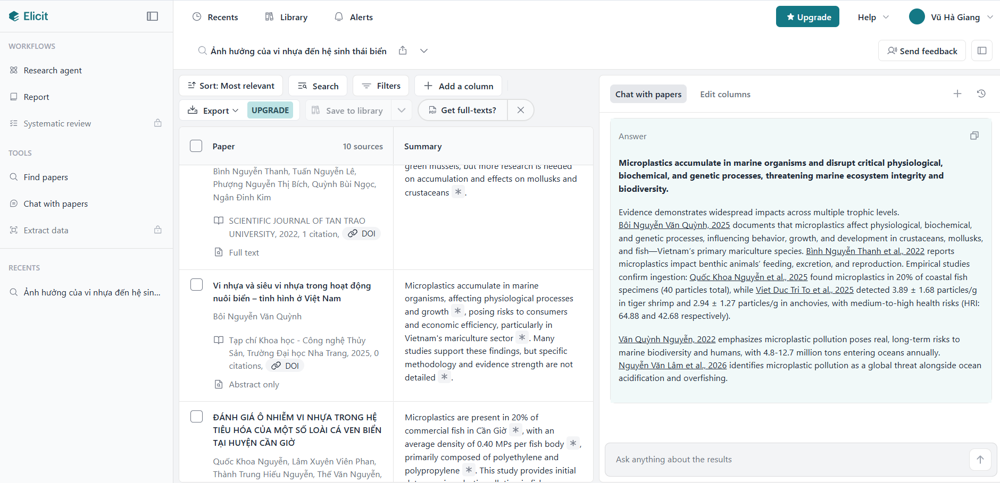 Elicit
WORKFLOWS
Research agent
Report
Systematic review
TOOLS
Find papers
Chat with papers
Extract data
RECENTS
Ảnh hưởng của vi nhựa đến hệ sin...
Recents
Library
Alerts
Upgrade
Help
Vũ Hà Giang
Ảnh hưởng của vi nhựa đến hệ sinh thái biển
Send feedback
Sort: Most relevant
Search
Filters
Add a column
Export
UPGRADE
Save to library
PDF
Get full-texts?
Paper
10 sources
Summary
Bình Nguyễn Thanh, Tuấn Nguyễn Lê,
Phượng Nguyễn Thị Bích, Quỳnh Bùi Ngọc,
Ngân Đinh Kim
SCIENTIFIC JOURNAL OF TAN TRAO
UNIVERSITY, 2022, 1 citation, DOI
Full text
green mussels, but more research is needed
on accumulation and effects on mollusks and
crustaceans * .
Vi nhựa và siêu vi nhựa trong hoạt động
nuôi biển – tình hình ở Việt Nam
Bôi Nguyễn Văn Quỳnh
Tạp chí Khoa học - Công nghệ Thủy
Sản, Trường Đại học Nha Trang, 2025, 0
citations, DOI
Abstract only
Microplastics accumulate in marine
organisms, affecting physiological processes
and growth * , posing risks to consumers
and economic efficiency, particularly in
Vietnam's mariculture sector * . Many
studies support these findings, but specific
methodology and evidence strength are not
detailed * .
ĐÁNH GIÁ Ô NHIỄM VI NHỰA TRONG HỆ
TIÊU HÓA CỦA MỘT SỐ LOÀI CÁ VEN BIỂN
TẠI HUYỆN CẦN GIỜ
Quốc Khoa Nguyễn, Lâm Xuyên Viên Phan,
Thành Trung Hiếu Nguyễn, Thế Văn Nguyễn,
Microplastics are present in 20% of
commercial fish in Cần Giờ * , with an
average density of 0.40 MPs per fish body * ,
primarily composed of polyethylene and
polypropylene * . This study provides initial
Chat with papers
Edit columns
Answer
Microplastics accumulate in marine organisms and disrupt critical physiological,
biochemical, and genetic processes, threatening marine ecosystem integrity and
biodiversity.
Evidence demonstrates widespread impacts across multiple trophic levels.
Bôi Nguyễn Văn Quỳnh, 2025 documents that microplastics affect physiological, biochemical,
and genetic processes, influencing behavior, growth, and development in crustaceans, mollusks,
and fish—Vietnam's primary mariculture species. Bình Nguyễn Thanh et al., 2022 reports
microplastics impact benthic animals' feeding, excretion, and reproduction. Empirical studies
confirm ingestion: Quốc Khoa Nguyễn et al., 2025 found microplastics in 20% of coastal fish
specimens (40 particles total), while Viet Duc Tri To et al., 2025 detected 3.89 ± 1.68 particles/g
in tiger shrimp and 2.94 ± 1.27 particles/g in anchovies, with medium-to-high health risks (HRI:
64.88 and 42.68 respectively).
Văn Quỳnh Nguyễn, 2022 emphasizes microplastic pollution poses real, long-term risks to
marine biodiversity and humans, with 4.8-12.7 million tons entering oceans annually.
Nguyễn Văn Lâm et al., 2026 identifies microplastic pollution as a global threat alongside ocean
acidification and overfishing.
Ask anything about the results